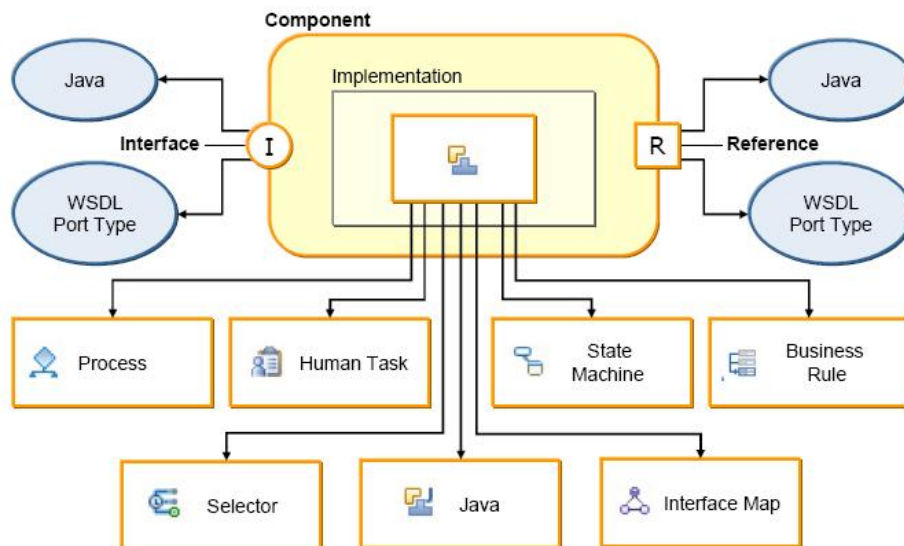 Component
Implementation
Java
Java
Interface
I
R
Reference
WSDL
Port Type
WSDL
Port Type
Process
Human Task
State
Machine
Business
Rule
Selector
Java
Interface Map